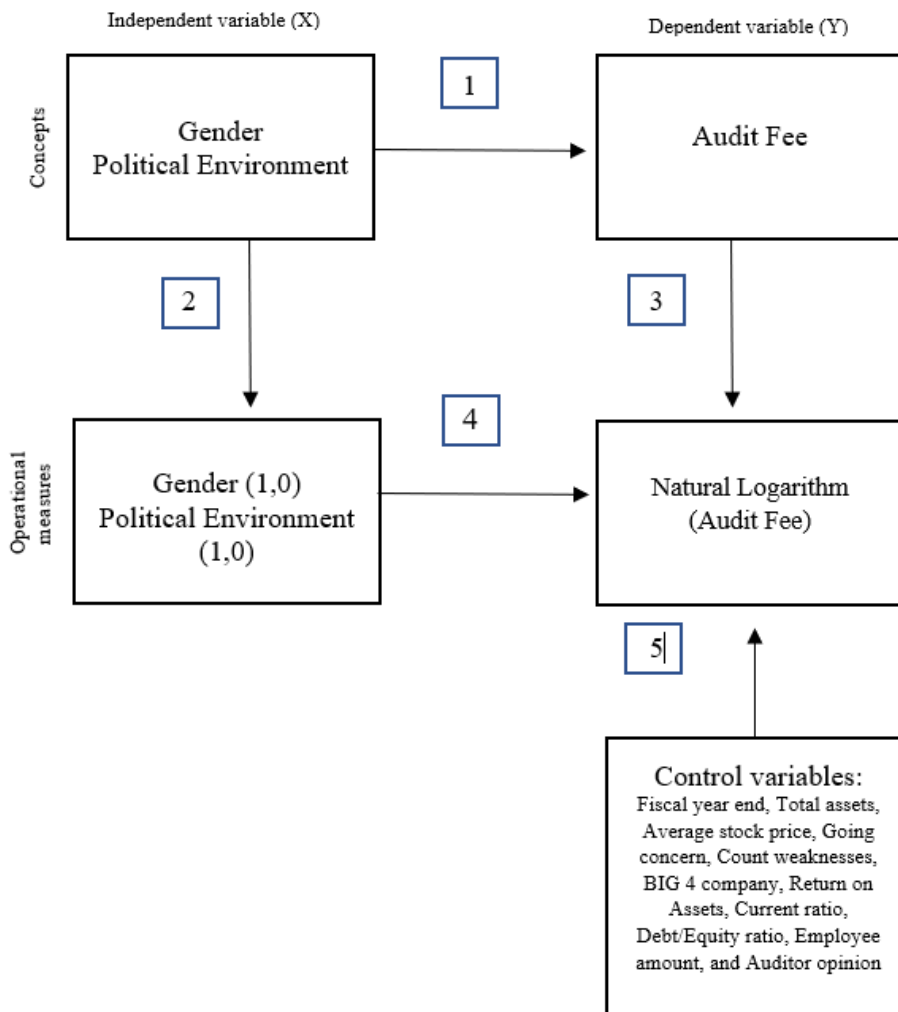 Independent variable (X)
Dependent variable (Y)
1
Concepts
Gender
Political Environment
Audit Fee
2
3
4
Operational
measures
Gender (1,0)
Political Environment
(1,0)
Natural Logarithm
(Audit Fee)
5
Control variables:
Fiscal year end, Total assets,
Average stock price, Going
concern, Count weaknesses,
BIG 4 company, Return on
Assets, Current ratio,
Debt/Equity ratio, Employee
amount, and Auditor opinion